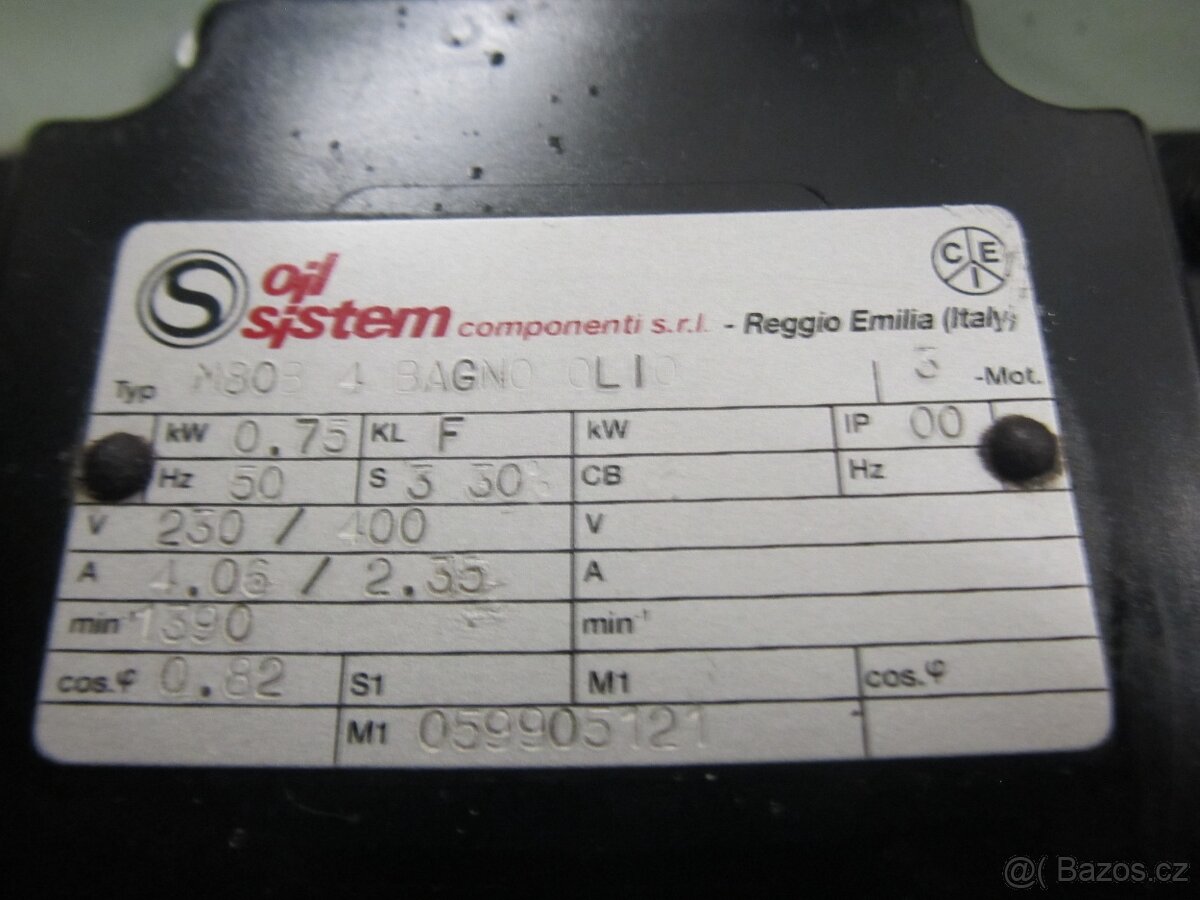 S oil
sistem componenti s.r.l. - Reggio Emilia (Italy)
C E I
Typ M80B 4 BAGNO OLIO 3 -Mot.
kW 0.75 KL F kW IP 00
Hz 50 S 3 30% CB Hz
V 230 / 400 V
A 4.06 / 2.35 A
min⁻¹ 1390 min⁻¹
cos.φ 0.82 S1 M1 cos.φ
M1 059905121
@( Bazos.cz